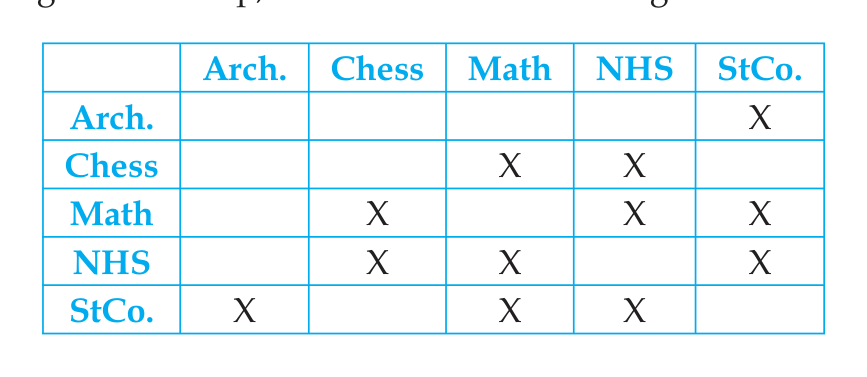 Arch. Chess Math NHS StCo.
Arch. X
Chess X X
Math X X X
NHS X X X
StCo. X X X